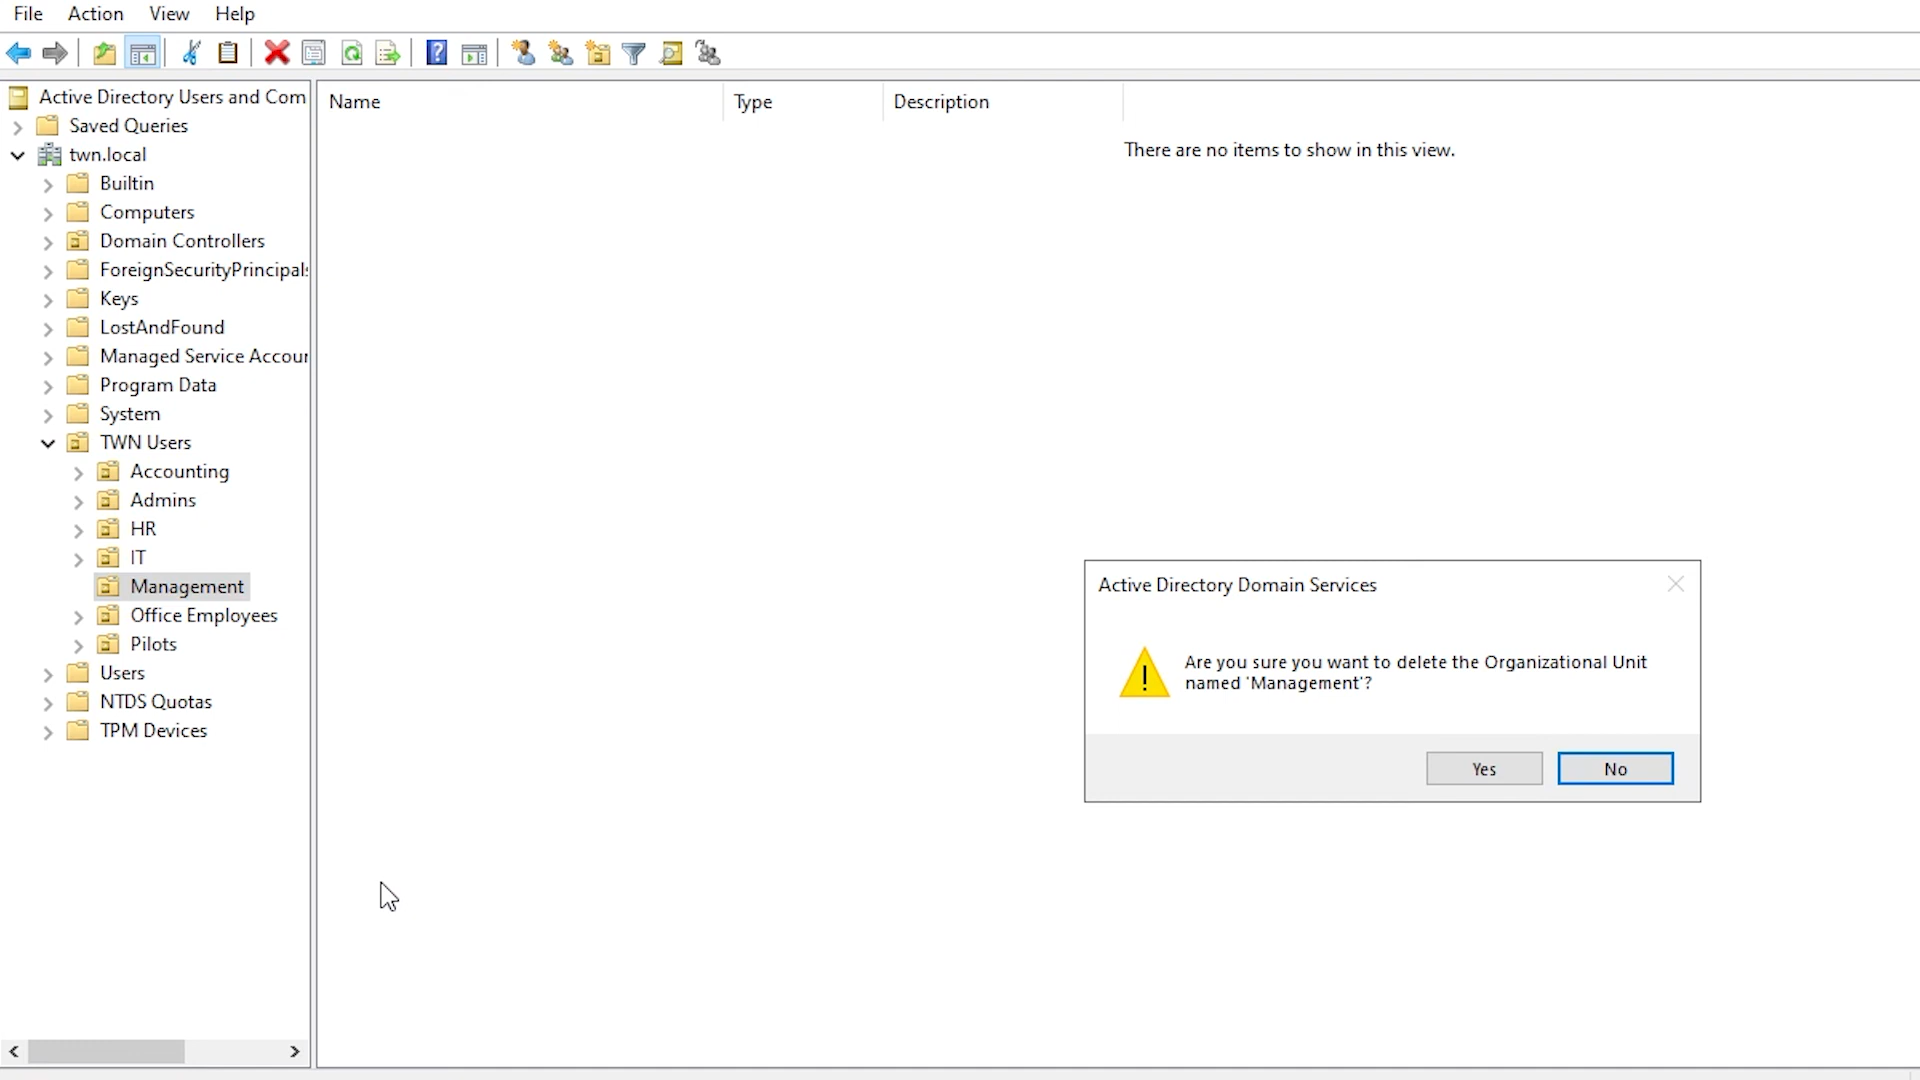 File Action View Help
Active Directory Users and Com
Saved Queries
twn.local
Builtin
Computers
Domain Controllers
ForeignSecurityPrincipals
Keys
LostAndFound
Managed Service Accour
Program Data
System
TWN Users
Accounting
Admins
HR
IT
Management
Office Employees
Pilots
Users
NTDS Quotas
TPM Devices
Name Type Description
There are no items to show in this view.
Active Directory Domain Services
Are you sure you want to delete the Organizational Unit
named 'Management'?
Yes No